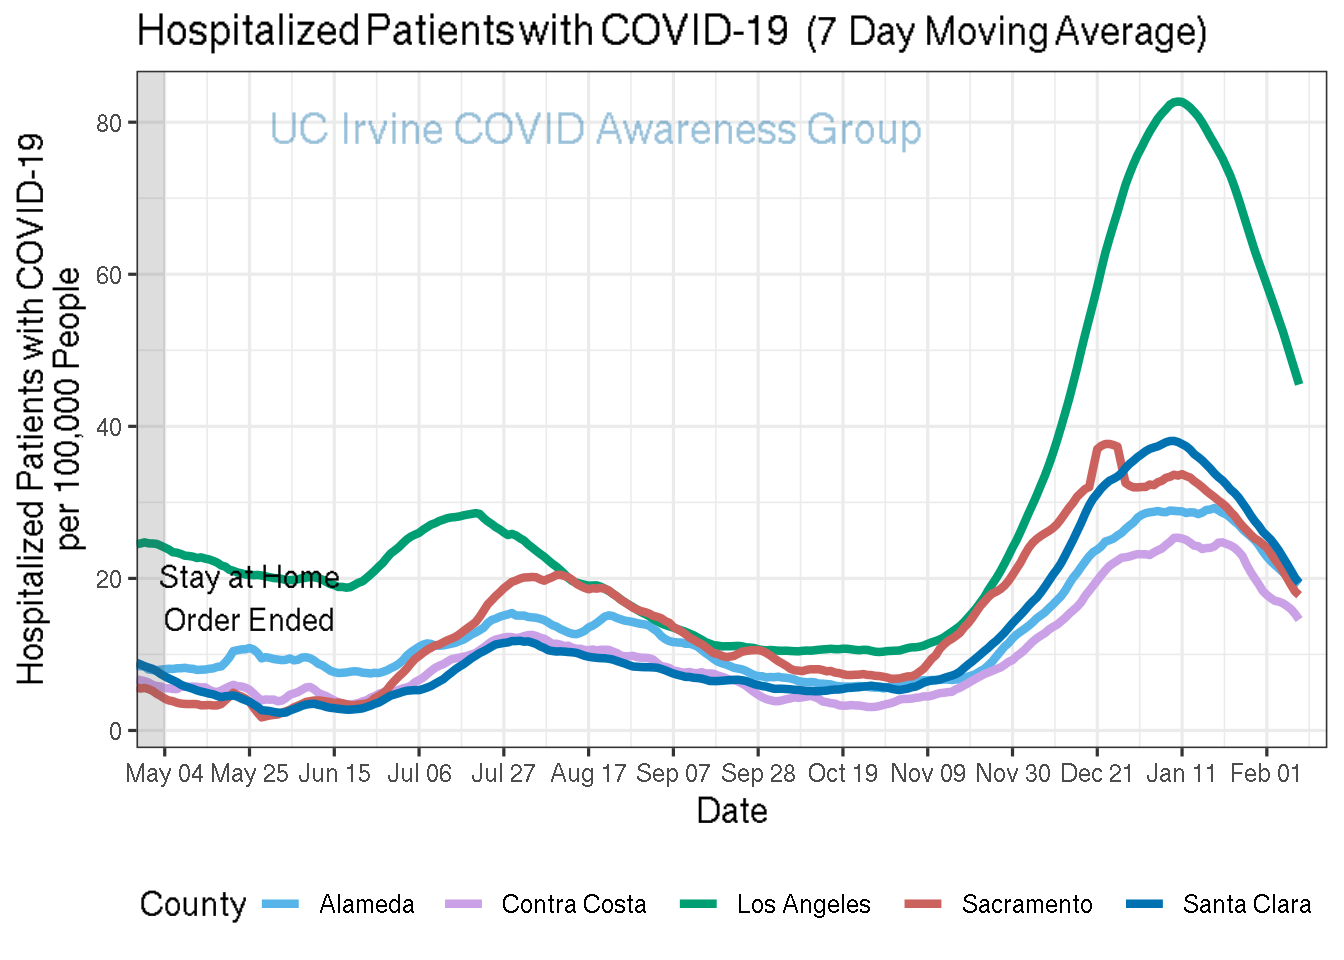 Hospitalized Patients with COVID-19 (7 Day Moving Average)
UC Irvine COVID Awareness Group
Hospitalized Patients with COVID-19
per 100,000 People
80
60
40
20
0
Stay at Home
Order Ended
May 04 May 25 Jun 15 Jul 06 Jul 27 Aug 17 Sep 07 Sep 28 Oct 19 Nov 09 Nov 30 Dec 21 Jan 11 Feb 01
Date
County Alameda Contra Costa Los Angeles Sacramento Santa Clara